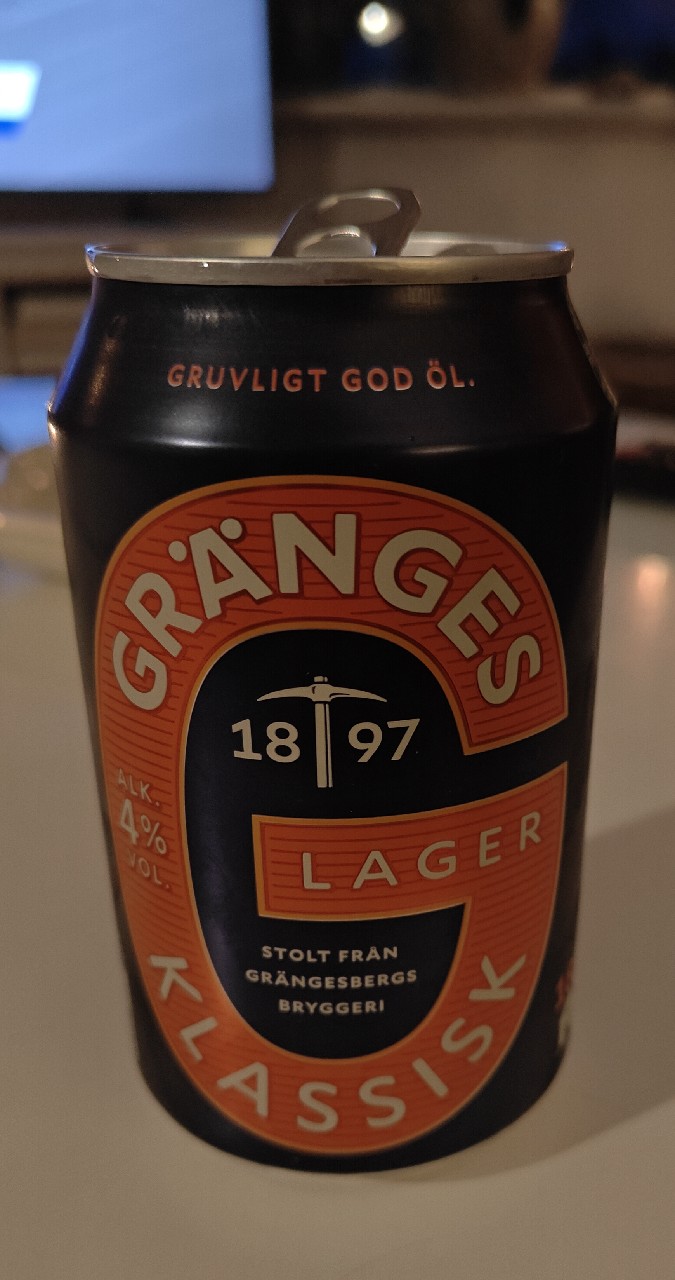 GRUVLIGT GOD ÖL.
GRÄNGES
18 97
ALK.
4%
VOL.
LAGER
STOLT FRÅN
GRÄNGESBERGS
BRYGGERI
KLASSISK